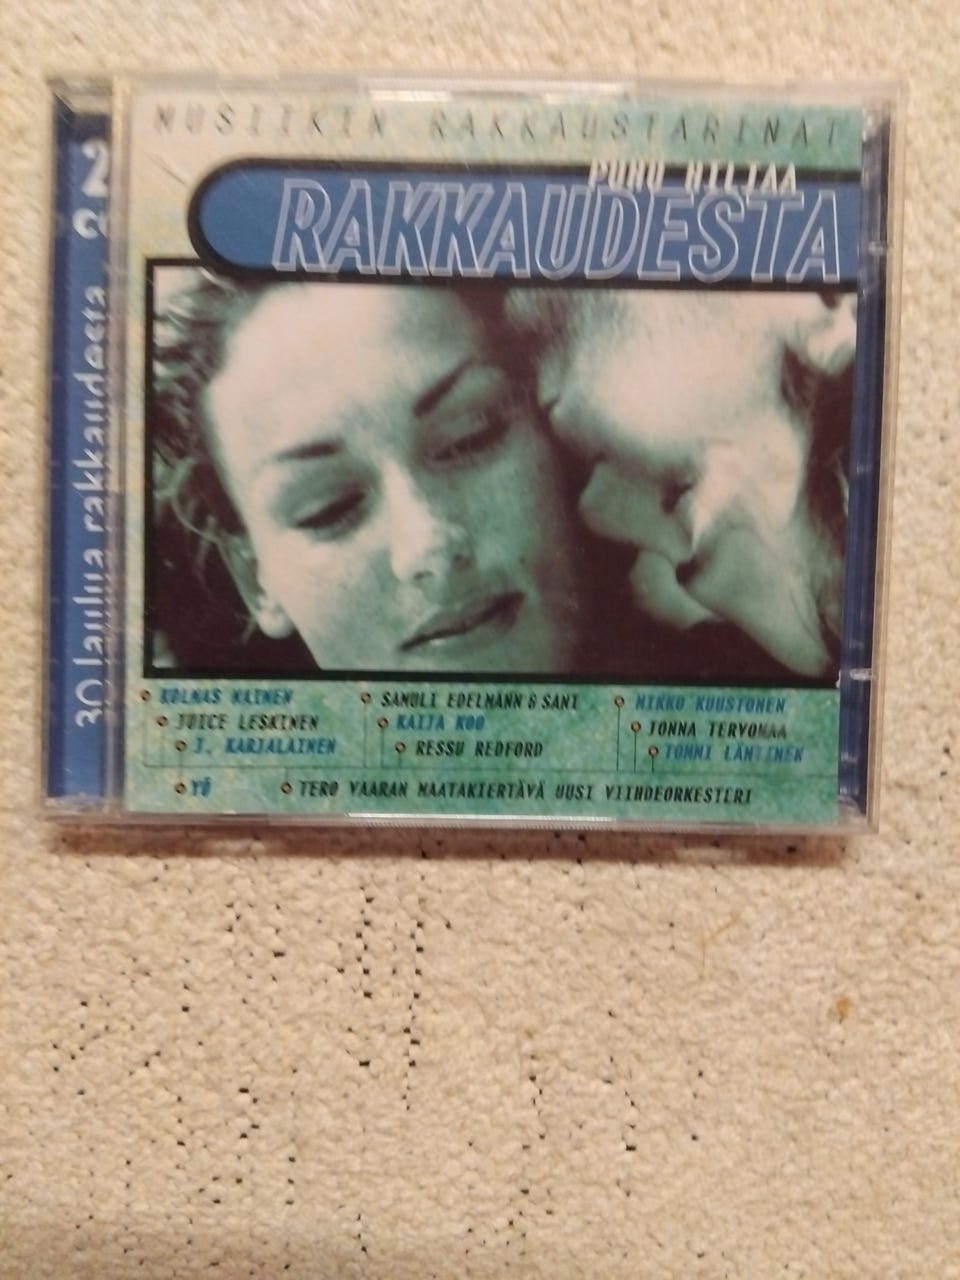 MUSIIKIN RAKKAUSTARINAT
PUHU HILJAA
RAKKAUDESTA
KOLMAS NAINEN
JUICE LESKINEN
J. KARJALAINEN
SAMULI EDELMANN & SANI
KAIJA KOO
RESSU REDFORD
MIKKO KUUSTONEN
JONNA TERVOMAA
TOMMI LÄNTINEN
YÖ
TERO VAARAN MAATAKIERTÄVÄ UUSI VIIHDEORKESTERI
30 laulua rakkaudesta
2